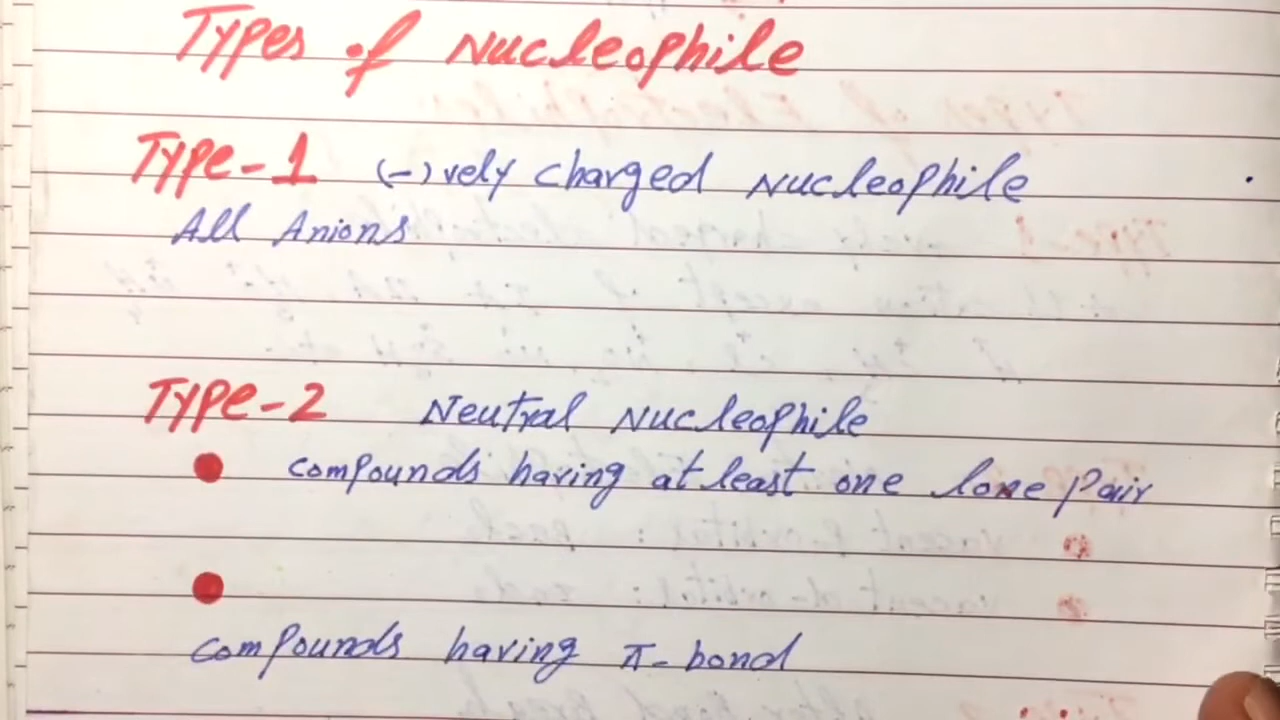 Types of Nucleophile
Type-1 (-)vely charged Nucleophile
All Anions
Type-2 Neutral Nucleophile
compounds having at least one lone pair
compounds having π-bond